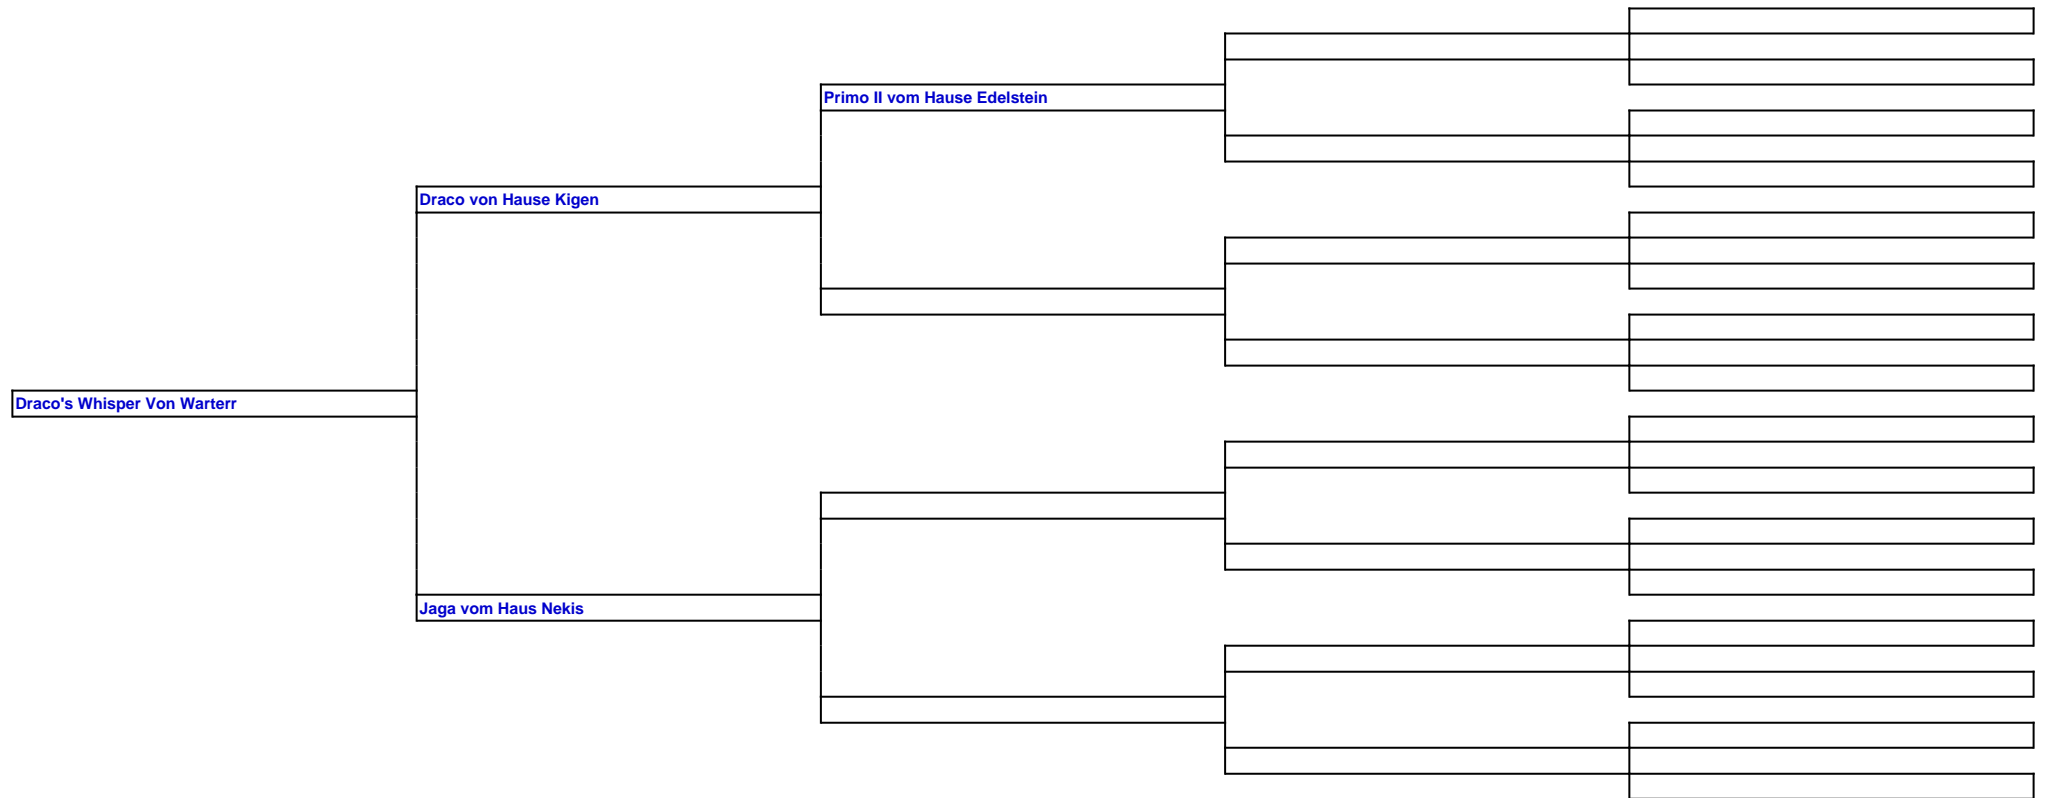 Primo II vom Hause Edelstein
Draco von Hause Kigen
Draco's Whisper Von Warterr
Jaga vom Haus Nekis